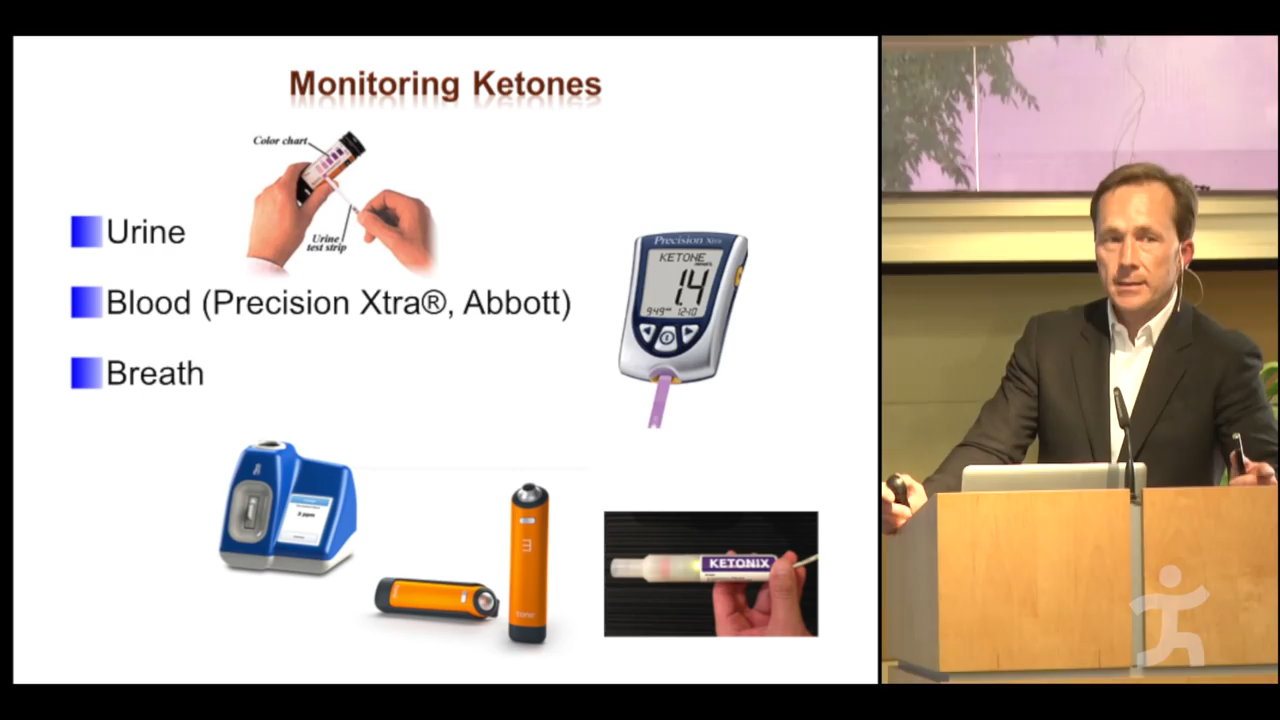 Monitoring Ketones
Color chart
Urine
test strip
Urine
Blood (Precision Xtra®, Abbott)
Breath
Precision Xtra
KETONE
1.4
3
KETONIX